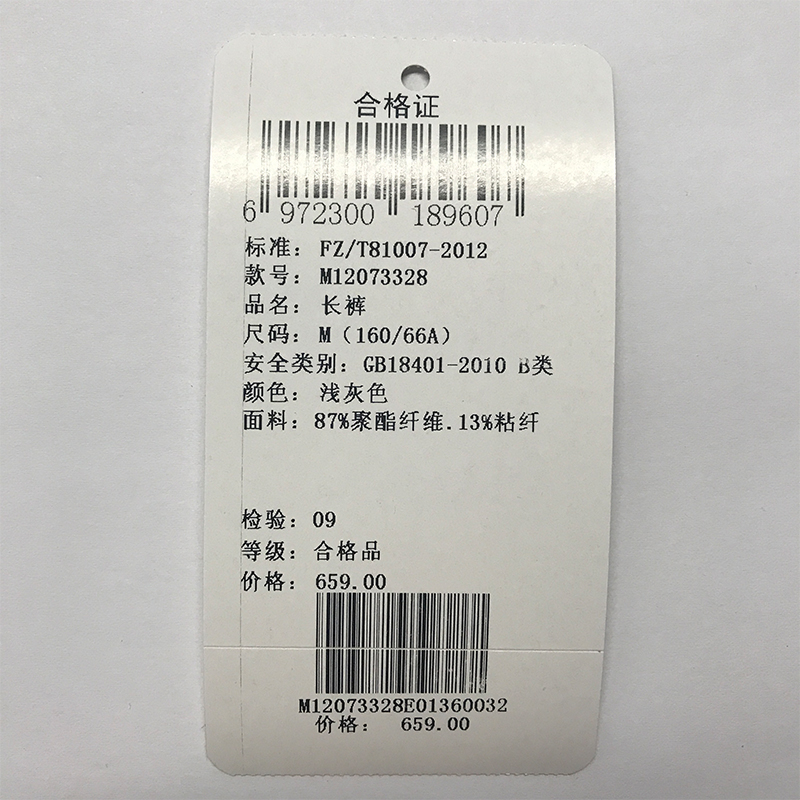 合格证
6 972300 189607
标准：FZ/T81007-2012
款号：M12073328
品名：长裤
尺码：M（160/66A）
安全类别：GB18401-2010 B类
颜色：浅灰色
面料：87%聚酯纤维.13%粘纤
检验：09
等级：合格品
价格：659.00
M12073328E01360032
价格： 659.00